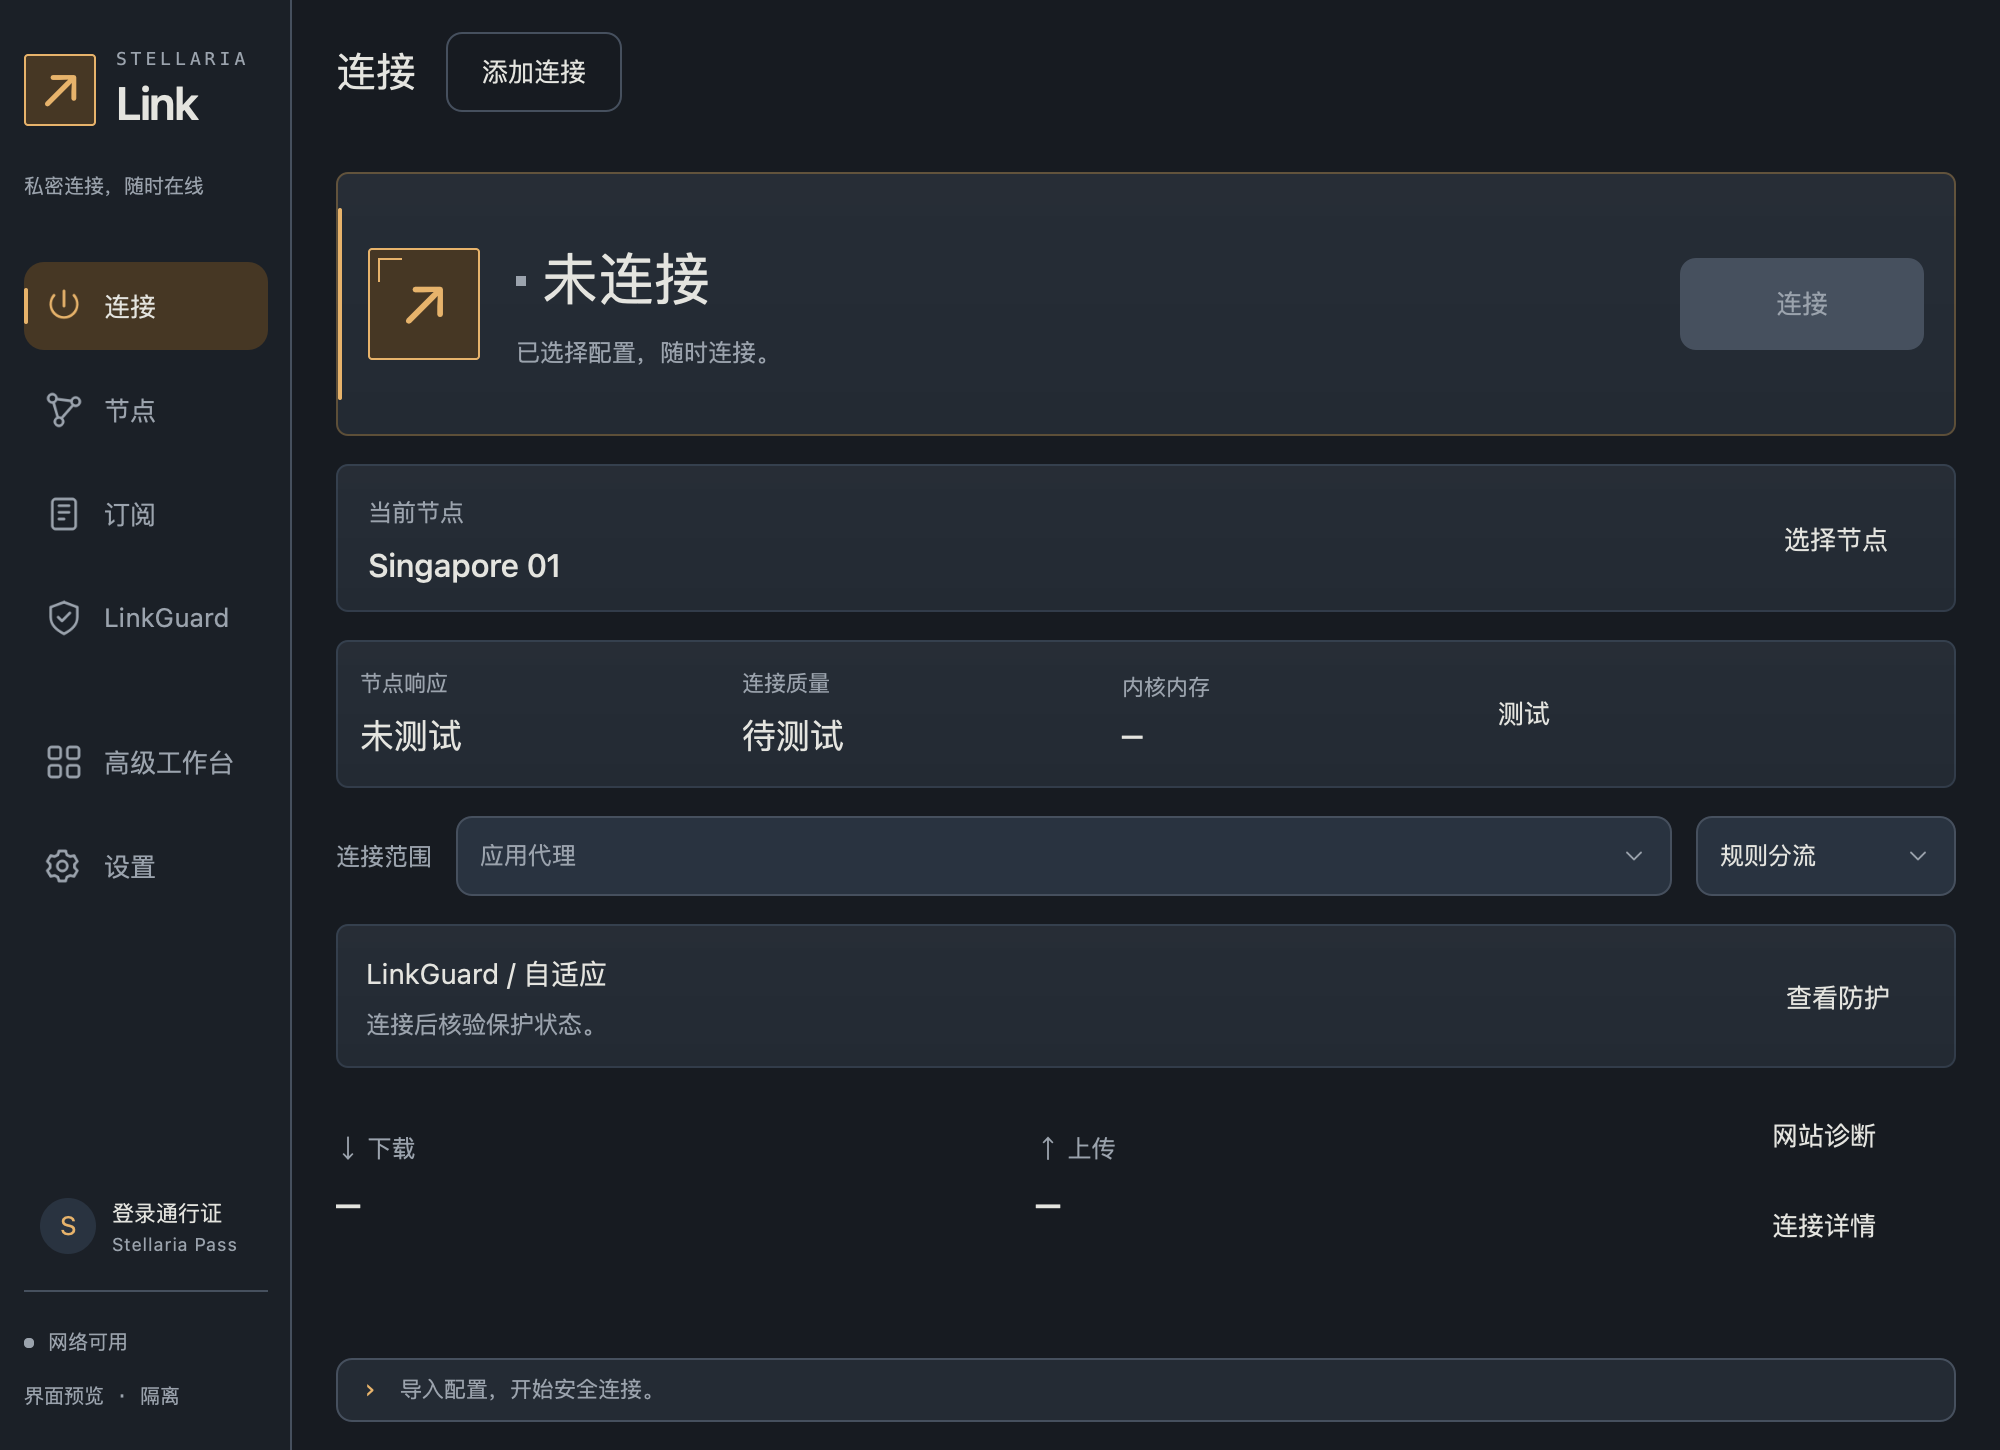 STELLARIA
Link
私密连接，随时在线
连接
节点
订阅
LinkGuard
高级工作台
设置
S
登录通行证
Stellaria Pass
网络可用
界面预览 · 隔离
连接
添加连接
未连接
已选择配置，随时连接。
连接
当前节点
Singapore 01
选择节点
节点响应
未测试
连接质量
待测试
内核内存
—
测试
连接范围
应用代理
规则分流
LinkGuard / 自适应
连接后核验保护状态。
查看防护
↓ 下载
—
↑ 上传
—
网站诊断
连接详情
› 导入配置，开始安全连接。